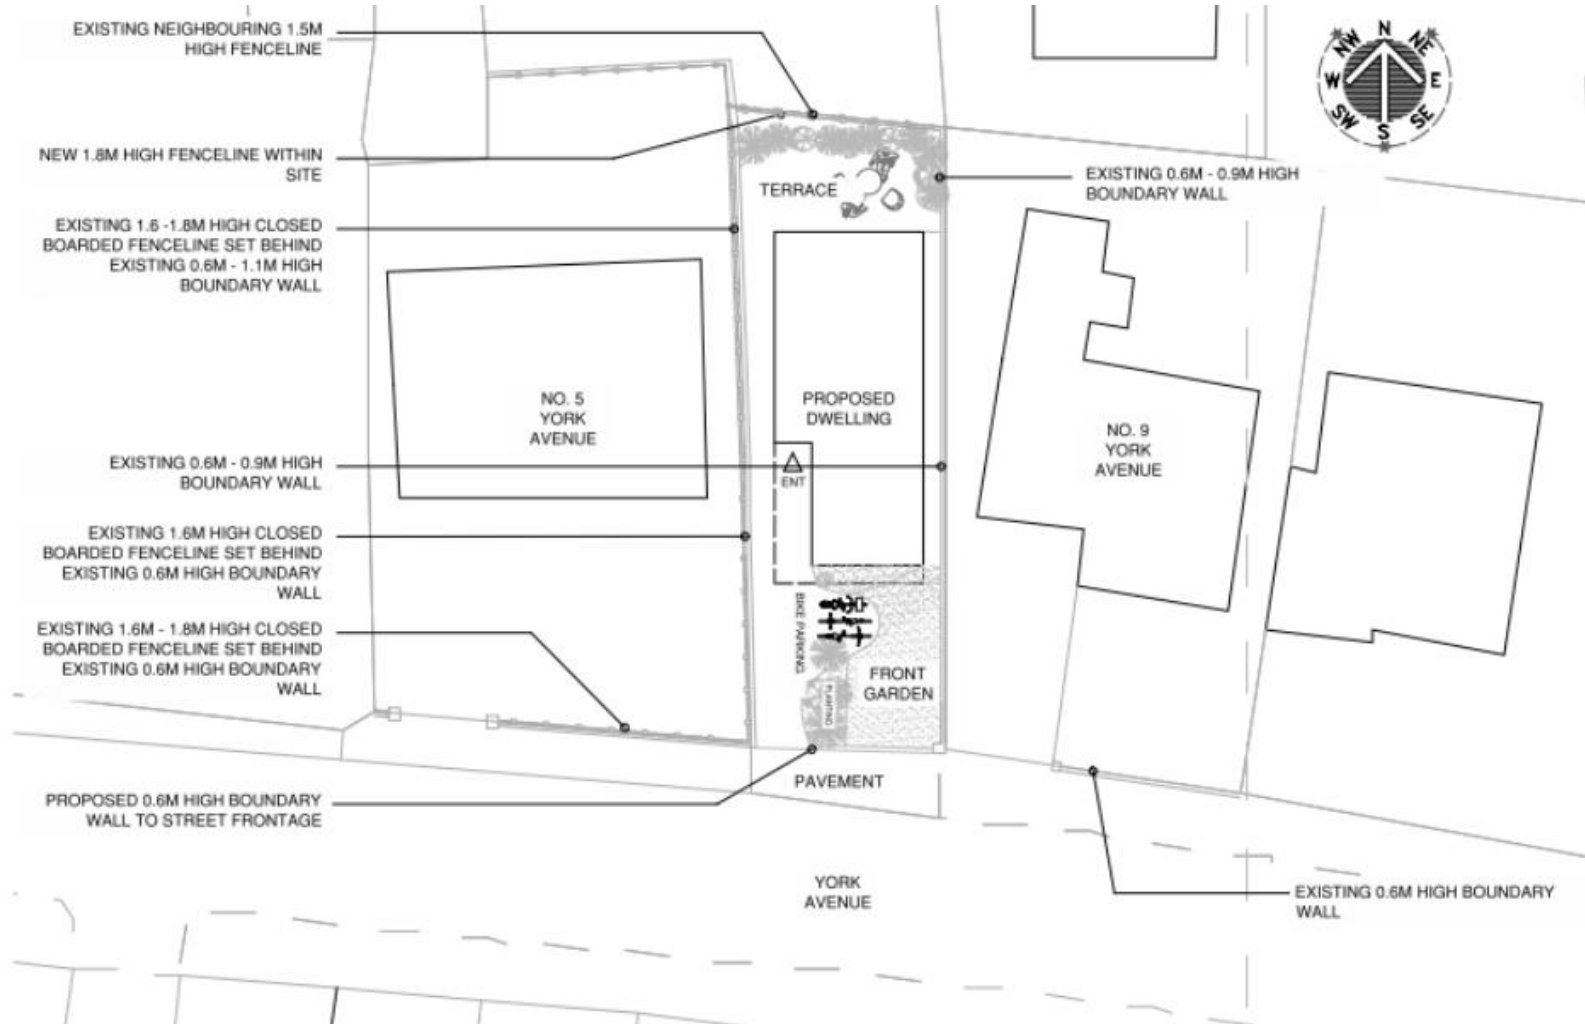 EXISTING NEIGHBOURING 1.5M
HIGH FENCELINE
N
NW
NE
W
E
SW
SE
S
NEW 1.8M HIGH FENCELINE WITHIN
SITE
TERRACE
EXISTING 0.6M - 0.9M HIGH
BOUNDARY WALL
EXISTING 1.6 -1.8M HIGH CLOSED
BOARDED FENCELINE SET BEHIND
EXISTING 0.6M - 1.1M HIGH
BOUNDARY WALL
NO. 5
YORK
AVENUE
PROPOSED
DWELLING
NO. 9
YORK
AVENUE
EXISTING 0.6M - 0.9M HIGH
BOUNDARY WALL
ENT
EXISTING 1.6M HIGH CLOSED
BOARDED FENCELINE SET BEHIND
EXISTING 0.6M HIGH BOUNDARY
WALL
BIKE PARKING
EXISTING 1.6M - 1.8M HIGH CLOSED
BOARDED FENCELINE SET BEHIND
EXISTING 0.6M HIGH BOUNDARY
WALL
FRONT
GARDEN
PLANTING
PAVEMENT
PROPOSED 0.6M HIGH BOUNDARY
WALL TO STREET FRONTAGE
YORK
AVENUE
EXISTING 0.6M HIGH BOUNDARY
WALL